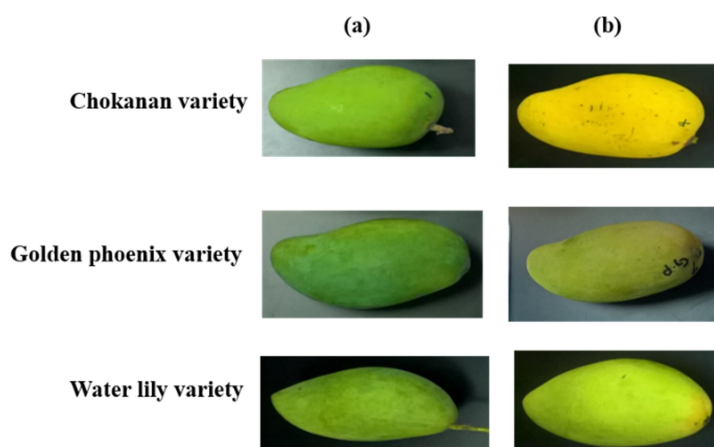 (a) (b)
Chokanan variety
Golden phoenix variety
Water lily variety